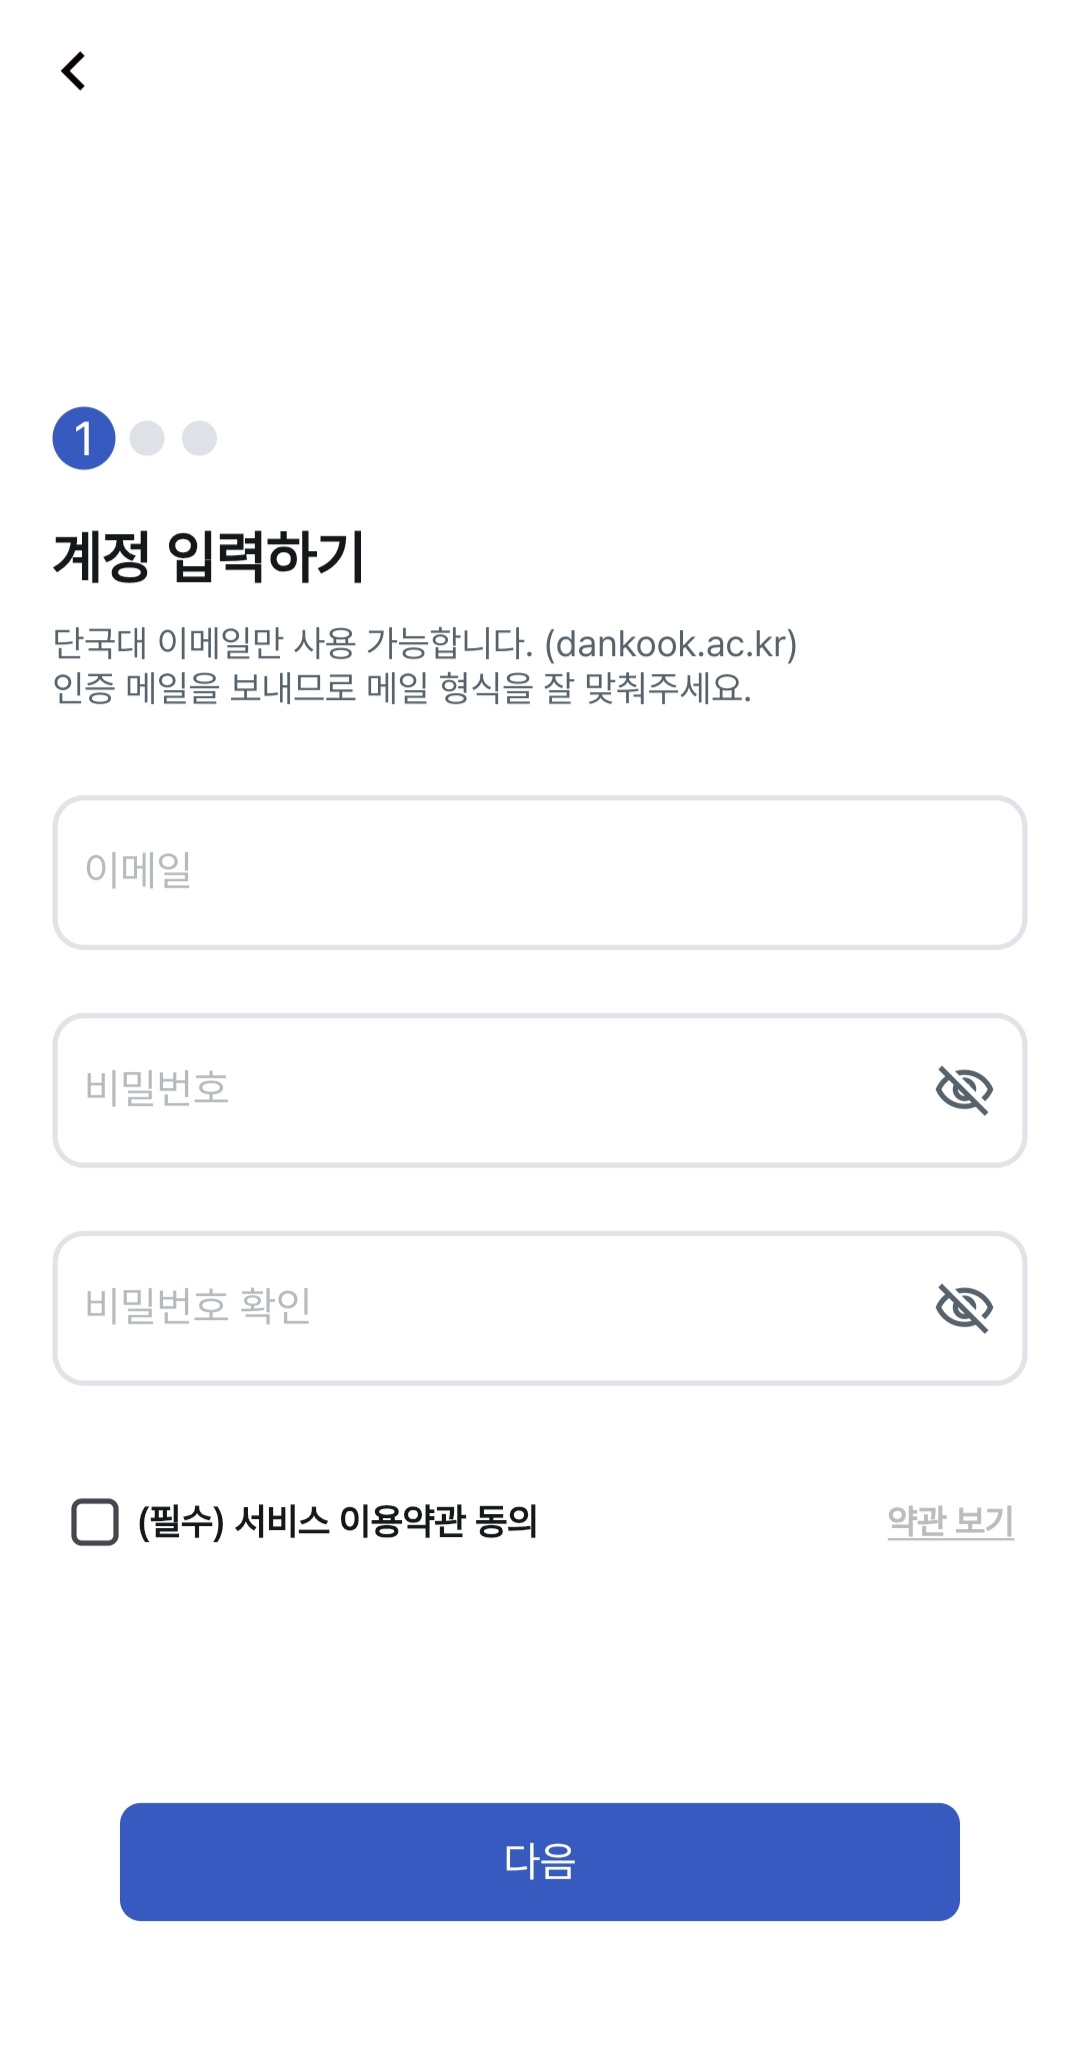 1
계정 입력하기
단국대 이메일만 사용 가능합니다. (dankook.ac.kr)
인증 메일을 보내므로 메일 형식을 잘 맞춰주세요.
이메일
비밀번호
비밀번호 확인
(필수) 서비스 이용약관 동의 약관 보기
다음